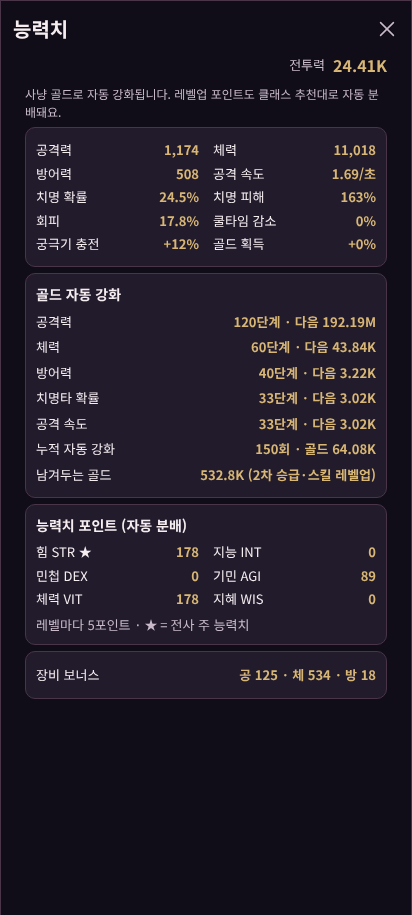 능력치
전투력 24.41K
사냥 골드로 자동 강화됩니다. 레벨업 포인트도 클래스 추천대로 자동 분
배돼요.
공격력 1,174 체력 11,018
방어력 508 공격 속도 1.69/초
치명 확률 24.5% 치명 피해 163%
회피 17.8% 쿨타임 감소 0%
궁극기 충전 +12% 골드 획득 +0%
골드 자동 강화
공격력 120단계 · 다음 192.19M
체력 60단계 · 다음 43.84K
방어력 40단계 · 다음 3.22K
치명타 확률 33단계 · 다음 3.02K
공격 속도 33단계 · 다음 3.02K
누적 자동 강화 150회 · 골드 64.08K
남겨두는 골드 532.8K (2차 승급·스킬 레벨업)
능력치 포인트 (자동 분배)
힘 STR ★ 178 지능 INT 0
민첩 DEX 0 기민 AGI 89
체력 VIT 178 지혜 WIS 0
레벨마다 5포인트 · ★ = 전사 주 능력치
장비 보너스 공 125 · 체 534 · 방 18